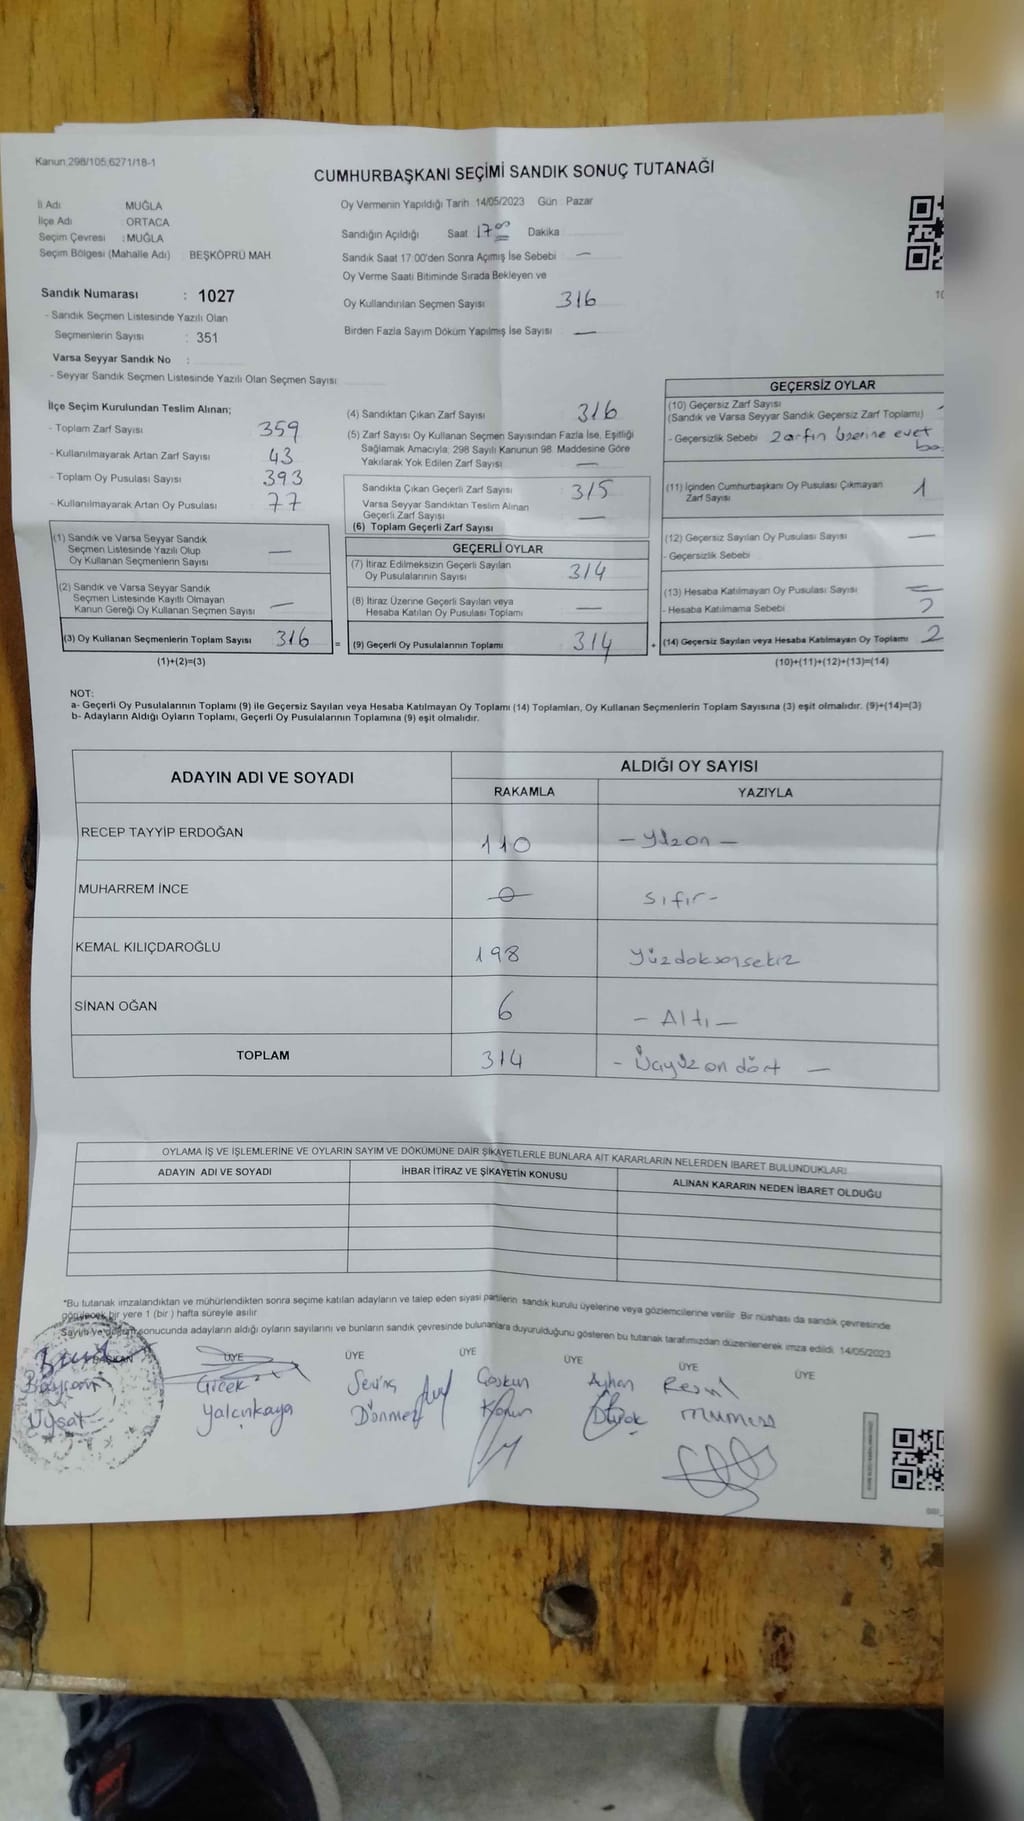 Kanun,298/105,6271/18-1
CUMHURBAŞKANI SEÇİMİ SANDIK SONUÇ TUTANAĞI
İl Adı MUĞLA
İlçe Adı : ORTACA
Seçim Çevresi : MUĞLA
Seçim Bölgesi (Mahalle Adı) : BEŞKÖPRÜ MAH
Sandık Numarası : 1027
- Sandık Seçmen Listesinde Yazılı Olan
Seçmenlerin Sayısı : 351
Varsa Seyyar Sandık No :
- Seyyar Sandık Seçmen Listesinde Yazılı Olan Seçmen Sayısı
Oy Vermenin Yapıldığı Tarih 14/05/2023 Gün Pazar
Sandığın Açıldığı Saat 17 00 Dakika
Sandık Saat 17:00'den Sonra Açımış İse Sebebi —
Oy Verme Saati Bitiminde Sırada Bekleyen ve
Oy Kullandırılan Seçmen Sayısı 316
Birden Fazla Sayım Döküm Yapılmış İse Sayısı —
İlçe Seçim Kurulundan Teslim Alınan;
- Toplam Zarf Sayısı 359
- Kullanılmayarak Artan Zarf Sayısı 43
- Toplam Oy Pusulası Sayısı 393
- Kullanılmayarak Artan Oy Pusulası 77
(1) Sandık ve Varsa Seyyar Sandık
Seçmen Listesinde Yazılı Olup
Oy Kullanan Seçmenlerin Sayısı —
(2) Sandık ve Varsa Seyyar Sandık
Seçmen Listesinde Kayıtlı Olmayan
Kanun Gereği Oy Kullanan Seçmen Sayısı —
(3) Oy Kullanan Seçmenlerin Toplam Sayısı 316 =
(1)+(2)=(3)
(4) Sandıktan Çıkan Zarf Sayısı 316
(5) Zarf Sayısı Oy Kullanan Seçmen Sayısından Fazla İse, Eşitliği
Sağlamak Amacıyla; 298 Sayılı Kanunun 98. Maddesine Göre
Yakılarak Yok Edilen Zarf Sayısı —
Sandıkta Çıkan Geçerli Zarf Sayısı 315
Varsa Seyyar Sandıktan Teslim Alınan
Geçerli Zarf Sayısı —
(6) Toplam Geçerli Zarf Sayısı
GEÇERLİ OYLAR
(7) İtiraz Edilmeksizin Geçerli Sayılan
Oy Pusulalarının Sayısı 314
(8) İtiraz Üzerine Geçerli Sayılan veya
Hesaba Katılan Oy Pusulası Toplamı —
(9) Geçerli Oy Pusulalarının Toplamı 314 +
GEÇERSİZ OYLAR
(10) Geçersiz Zarf Sayısı
(Sandık ve Varsa Seyyar Sandık Geçersiz Zarf Toplamı)
- Geçersizlik Sebebi Zarfın üzerine evet
(11) İçinden Cumhurbaşkanı Oy Pusulası Çıkmayan
Zarf Sayısı 1
(12) Geçersiz Sayılan Oy Pusulası Sayısı —
- Geçersizlik Sebebi
(13) Hesaba Katılmayan Oy Pusulası Sayısı
- Hesaba Katılmama Sebebi
(14) Geçersiz Sayılan veya Hesaba Katılmayan Oy Toplamı 2
(10)+(11)+(12)+(13)=(14)
NOT:
a- Geçerli Oy Pusulalarının Toplamı (9) ile Geçersiz Sayılan veya Hesaba Katılmayan Oy Toplamı (14) Toplamları, Oy Kullanan Seçmenlerin Toplam Sayısına (3) eşit olmalıdır. (9)+(14)=(3)
b- Adayların Aldığı Oyların Toplamı, Geçerli Oy Pusulalarının Toplamına (9) eşit olmalıdır.
ADAYIN ADI VE SOYADI ALDIĞI OY SAYISI
RAKAMLA YAZIYLA
RECEP TAYYİP ERDOĞAN 110 — Yüzon —
MUHARREM İNCE 0 Sıfır -
KEMAL KILIÇDAROĞLU 198 Yüzdoksansekiz
SİNAN OĞAN 6 — Altı —
TOPLAM 314 - Üçyüz on dört —
OYLAMA İŞ VE İŞLEMLERİNE VE OYLARIN SAYIM VE DÖKÜMÜNE DAİR ŞİKAYETLERLE BUNLARA AİT KARARLARIN NELERDEN İBARET BULUNDUKLARI
ADAYIN ADI VE SOYADI İHBAR İTİRAZ VE ŞİKAYETİN KONUSU ALINAN KARARIN NEDEN İBARET OLDUĞU
*Bu tutanak imzalandıktan ve mühürlendikten sonra seçime katılan adayların ve talep eden siyasi partilerin sandık kurulu üyelerine veya gözlemcilerine verilir. Bir nüshası da sandık çevresinde
görülecek bir yere 1 (bir ) hafta süreyle asılır.
Sayım ve döküm sonucunda adayların aldığı oyların sayılarını ve bunların sandık çevresinde bulunanlara duyurulduğunu gösteren bu tutanak tarafımızdan düzenlenerek imza edildi. 14/05/2023
BAŞKAN ÜYE ÜYE ÜYE ÜYE ÜYE ÜYE
Bayram Çiçek Sevinç Coşkun Ayhan Resul
Uysal Yalçınkaya Dönmez